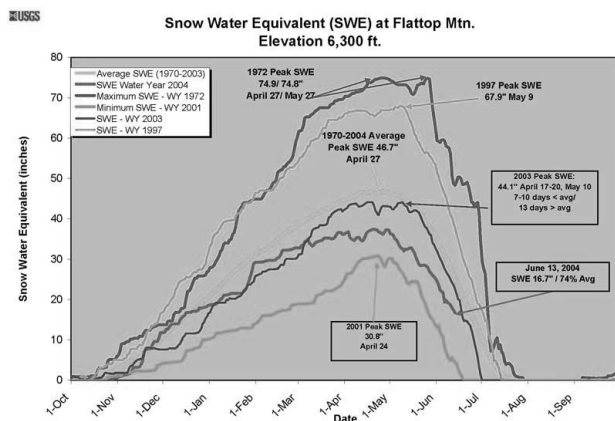 USGS
Snow Water Equivalent (SWE) at Flattop Mtn.
Elevation 6,300 ft.
Snow Water Equivalent (inches)
80
70
60
50
40
30
20
10
0
Average SWE (1970-2003)
SWE Water Year 2004
Maximum SWE - WY 1972
Minimum SWE - WY 2001
SWE - WY 2003
SWE - WY 1997
1972 Peak SWE
74.9/ 74.8"
April 27/ May 27
1997 Peak SWE
67.9" May 9
1970-2004 Average
Peak SWE 46.7"
April 27
2003 Peak SWE:
44.1" April 17-20, May 10
7-10 days < avg/
13 days > avg
June 13, 2004
SWE 16.7" / 74% Avg
2001 Peak SWE
30.8"
April 24
1-Oct
1-Nov
1-Dec
1-Jan
1-Feb
1-Mar
1-Apr
1-May
1-Jun
1-Jul
1-Aug
1-Sep
Date